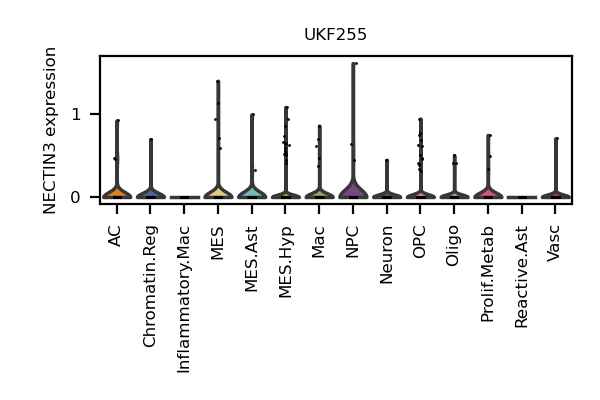 UKF255
NECTIN3 expression
1
0
AC
Chromatin.Reg
Inflammatory.Mac
MES
MES.Ast
MES.Hyp
Mac
NPC
Neuron
OPC
Oligo
Prolif.Metab
Reactive.Ast
Vasc